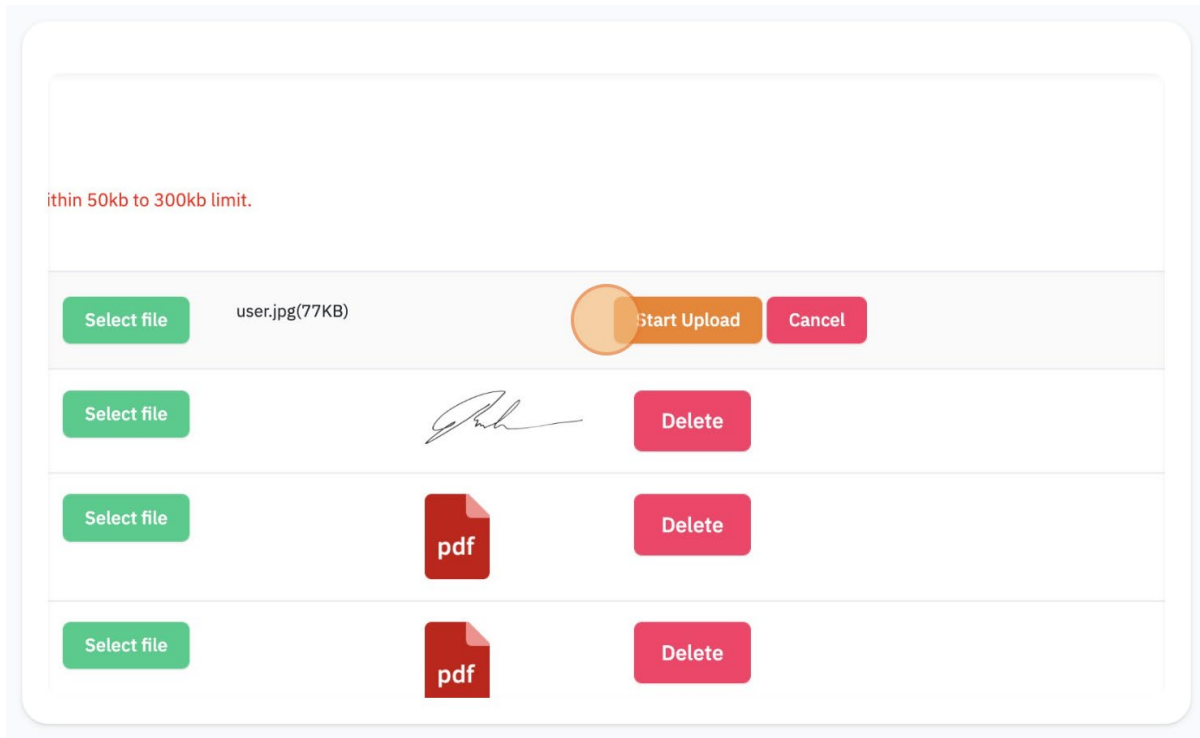 ithin 50kb to 300kb limit.
Select file user.jpg(77KB) Start Upload Cancel
Select file Delete
Select file pdf Delete
Select file pdf Delete